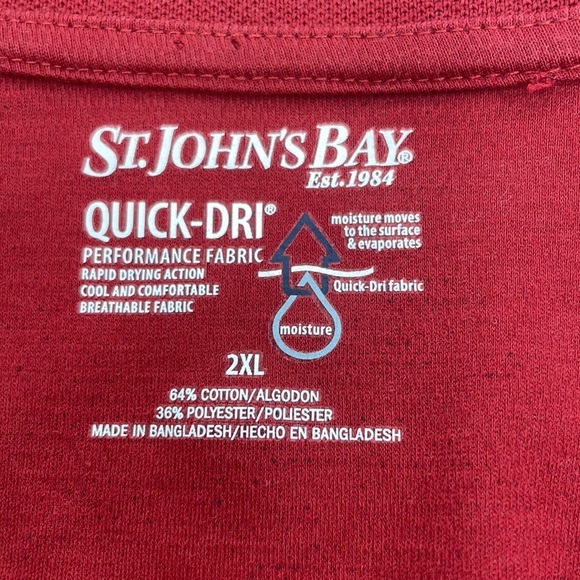 ST. JOHN'S BAY®
Est. 1984
QUICK-DRI®
PERFORMANCE FABRIC
RAPID DRYING ACTION
COOL AND COMFORTABLE
BREATHABLE FABRIC
moisture moves
to the surface
& evaporates
Quick-Dri fabric
moisture
2XL
64% COTTON/ALGODON
36% POLYESTER/POLIESTER
MADE IN BANGLADESH/HECHO EN BANGLADESH